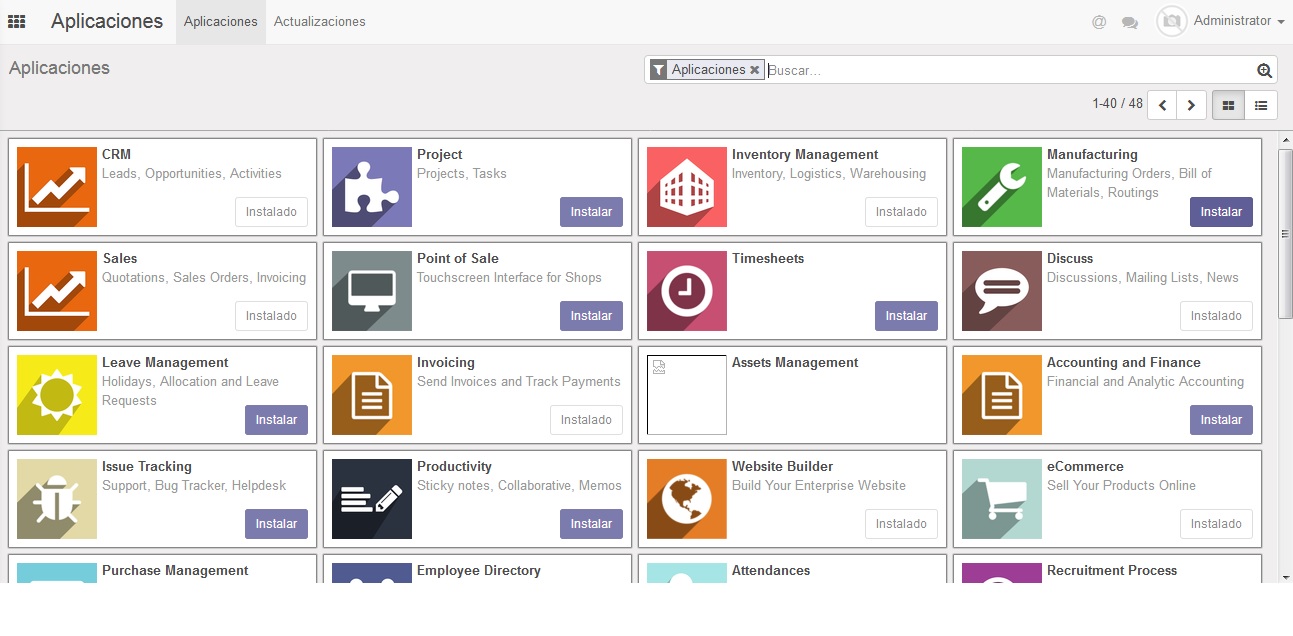 Aplicaciones Aplicaciones Actualizaciones @ Administrator
Aplicaciones
Aplicaciones Buscar...
1-40 / 48
CRM
Leads, Opportunities, Activities
Instalado
Project
Projects, Tasks
Instalar
Inventory Management
Inventory, Logistics, Warehousing
Instalado
Manufacturing
Manufacturing Orders, Bill of
Materials, Routings
Instalar
Sales
Quotations, Sales Orders, Invoicing
Instalado
Point of Sale
Touchscreen Interface for Shops
Instalar
Timesheets
Instalar
Discuss
Discussions, Mailing Lists, News
Instalado
Leave Management
Holidays, Allocation and Leave
Requests
Instalar
Invoicing
Send Invoices and Track Payments
Instalado
Assets Management
Accounting and Finance
Financial and Analytic Accounting
Instalar
Issue Tracking
Support, Bug Tracker, Helpdesk
Instalar
Productivity
Sticky notes, Collaborative, Memos
Instalar
Website Builder
Build Your Enterprise Website
Instalado
eCommerce
Sell Your Products Online
Instalado
Purchase Management
Employee Directory
Attendances
Recruitment Process